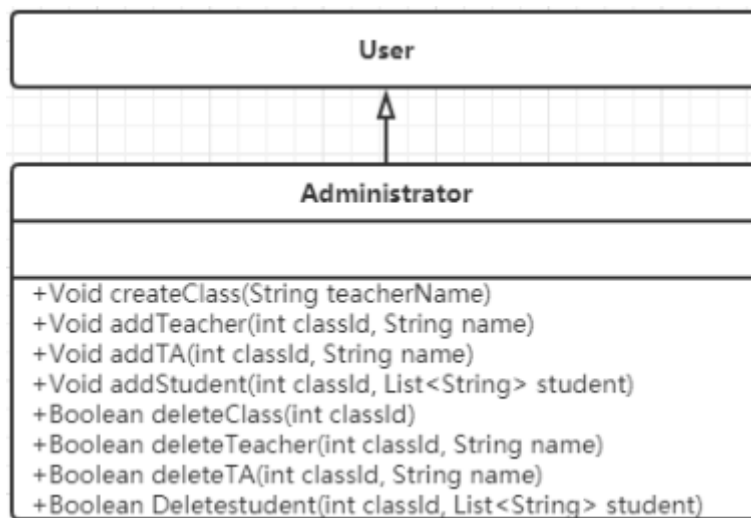 User
Administrator
+Void createClass(String teacherName)
+Void addTeacher(int classId, String name)
+Void addTA(int classId, String name)
+Void addStudent(int classId, List<String> student)
+Boolean deleteClass(int classId)
+Boolean deleteTeacher(int classId, String name)
+Boolean deleteTA(int classId, String name)
+Boolean Deletestudent(int classId, List<String> student)